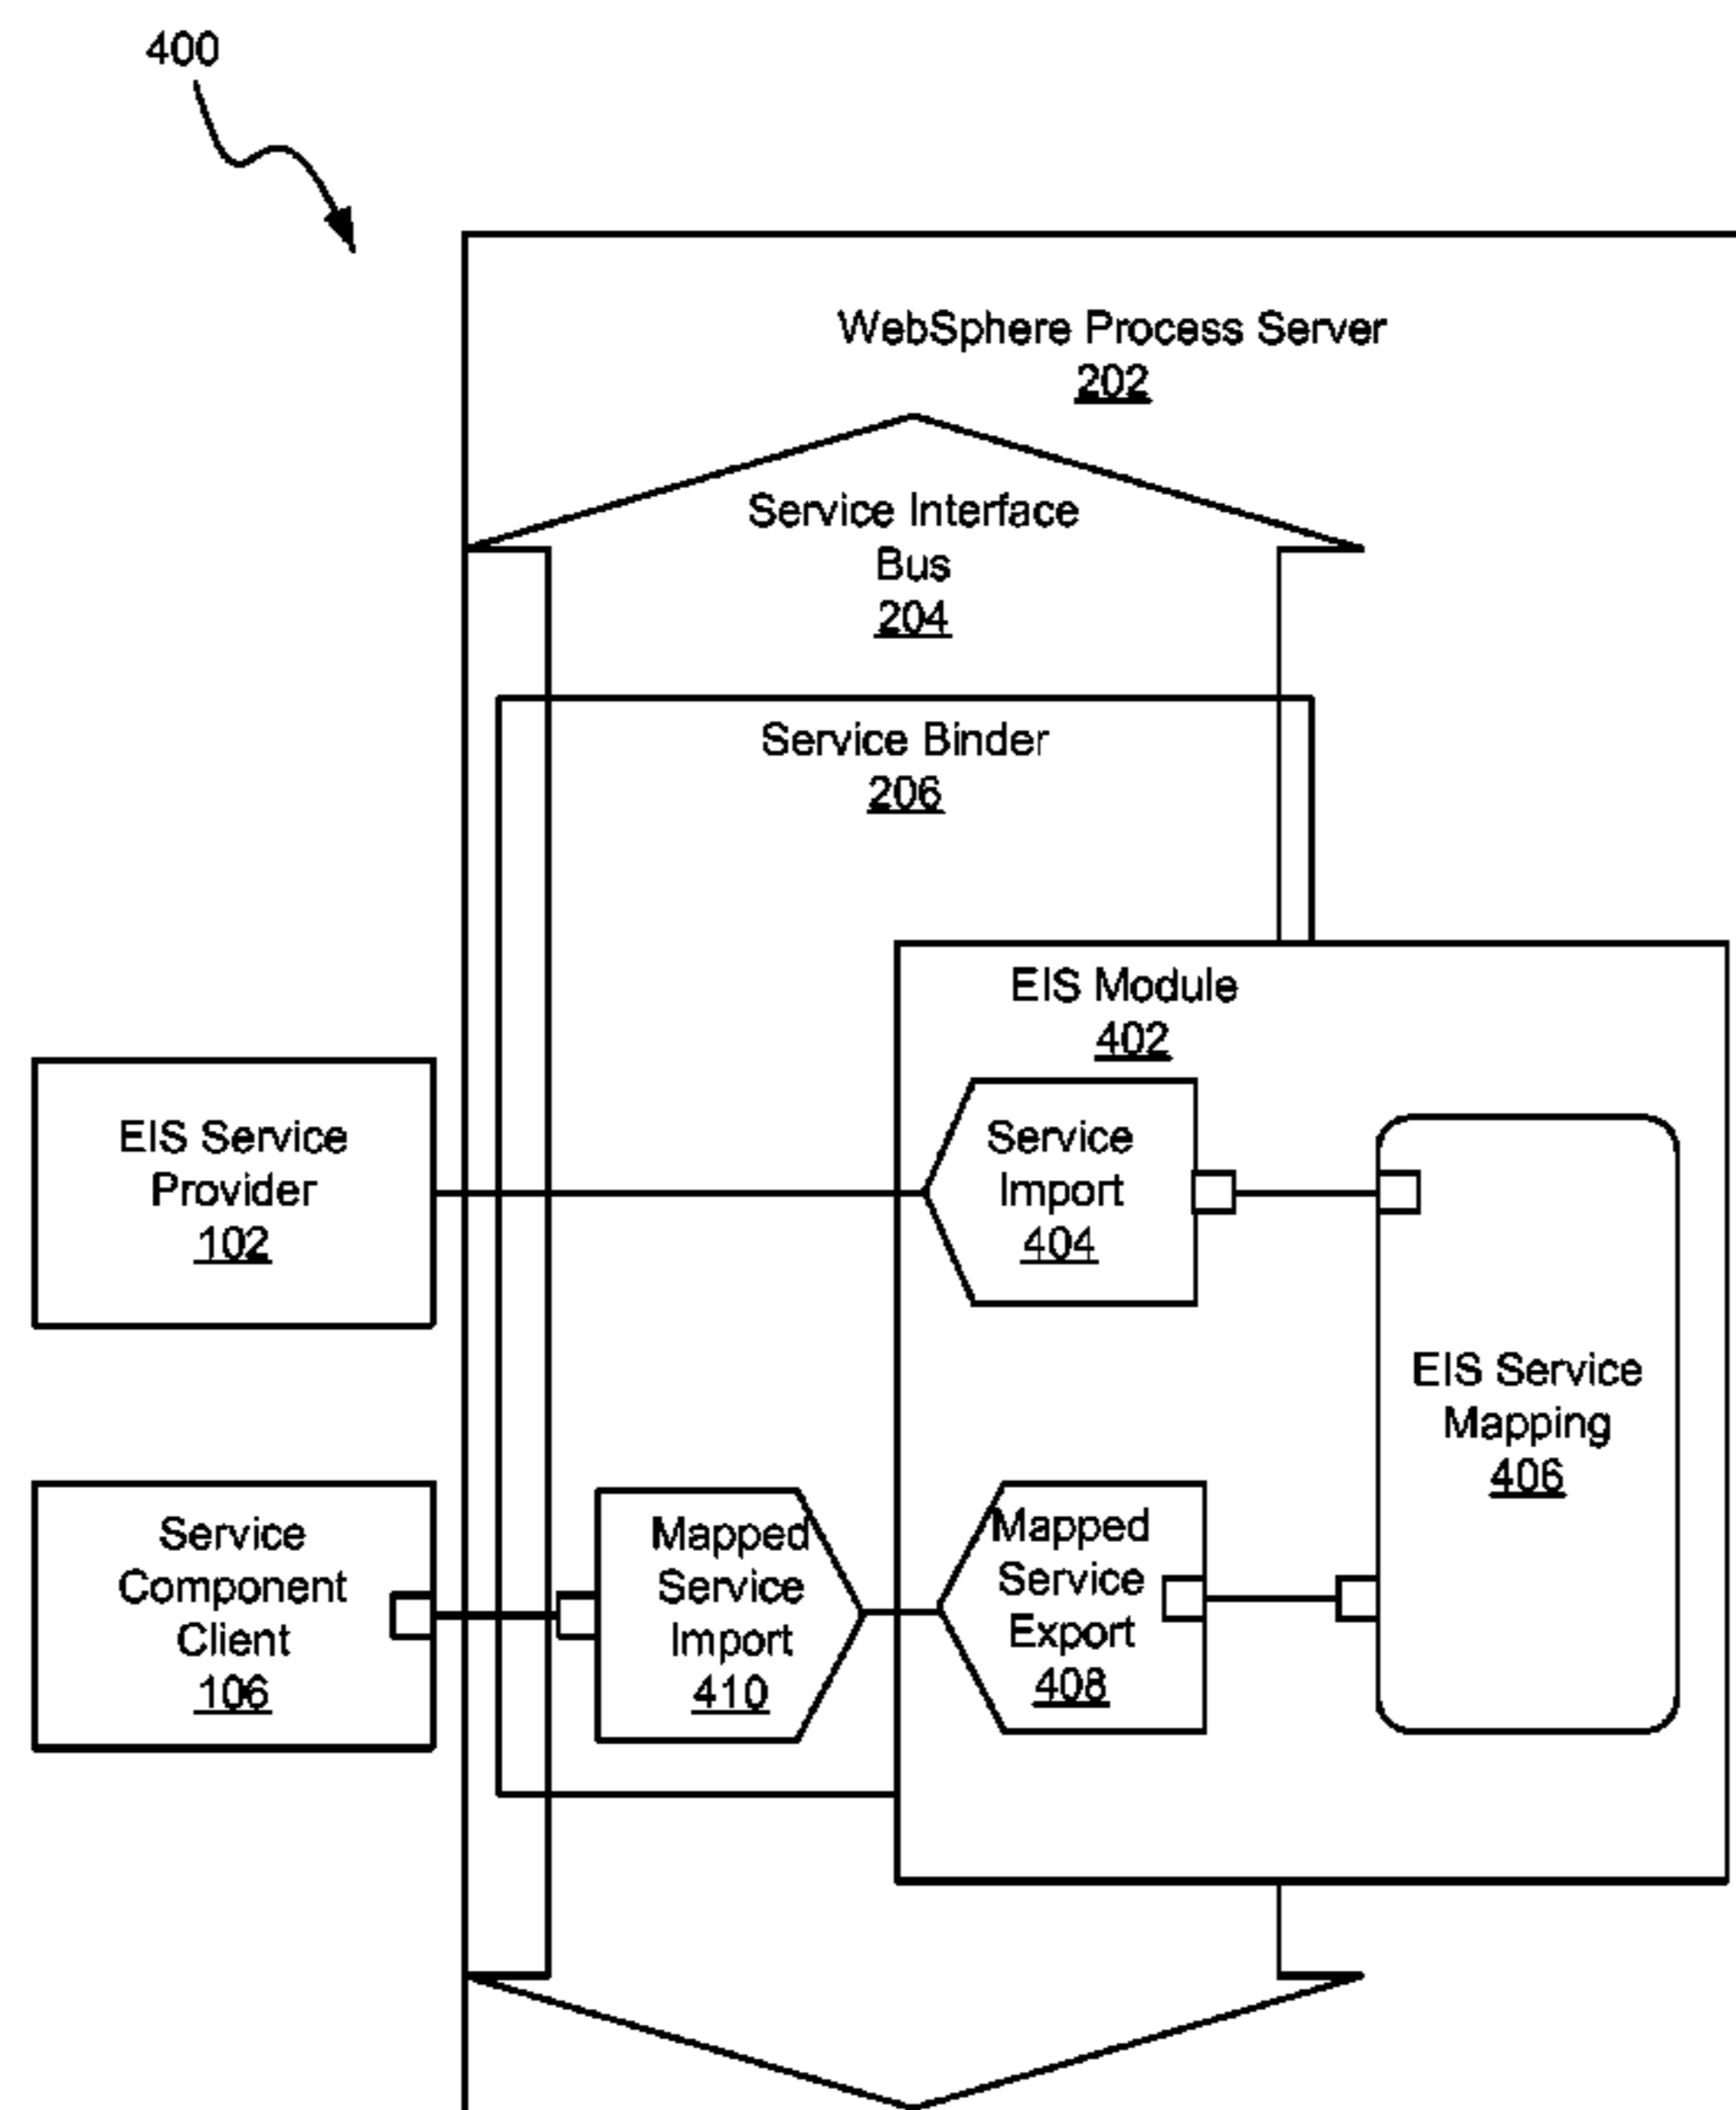 400
WebSphere Process Server
202
Service Interface
Bus
204
Service Binder
206
EIS Module
402
EIS Service
Provider
102
Service
Import
404
EIS Service
Mapping
406
Service
Component
Client
106
Mapped
Service
Import
410
Mapped
Service
Export
408